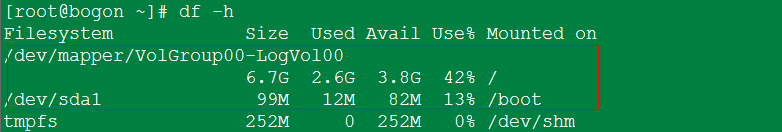 [root@bogon ~]# df -h
Filesystem            Size  Used Avail Use% Mounted on
/dev/mapper/VolGroup00-LogVol00
                      6.7G  2.6G  3.8G  42% /
/dev/sda1              99M   12M   82M  13% /boot
tmpfs                 252M     0  252M   0% /dev/shm